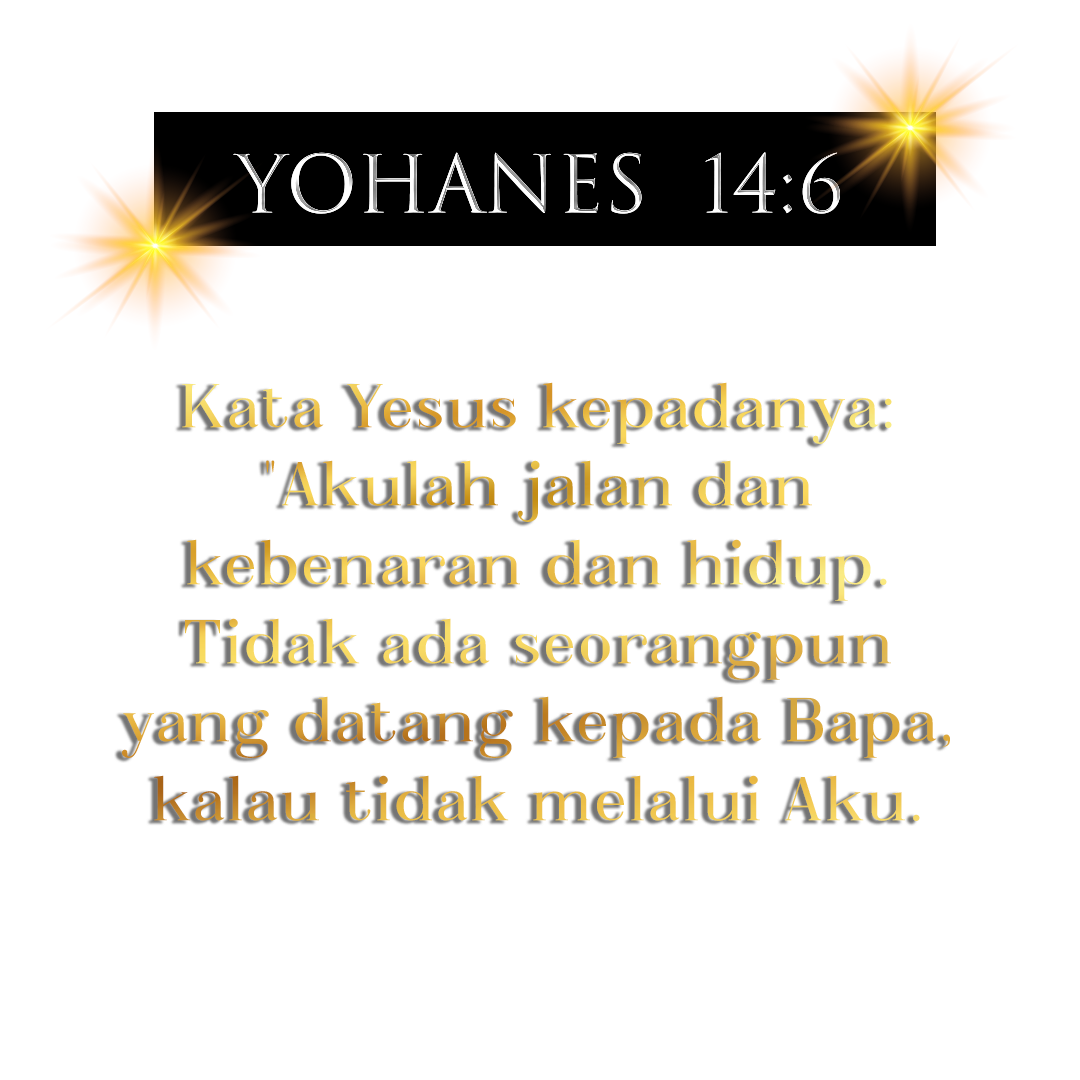 YOHANES 14:6
Kata Yesus kepadanya:
"Akulah jalan dan
kebenaran dan hidup.
Tidak ada seorangpun
yang datang kepada Bapa,
kalau tidak melalui Aku.